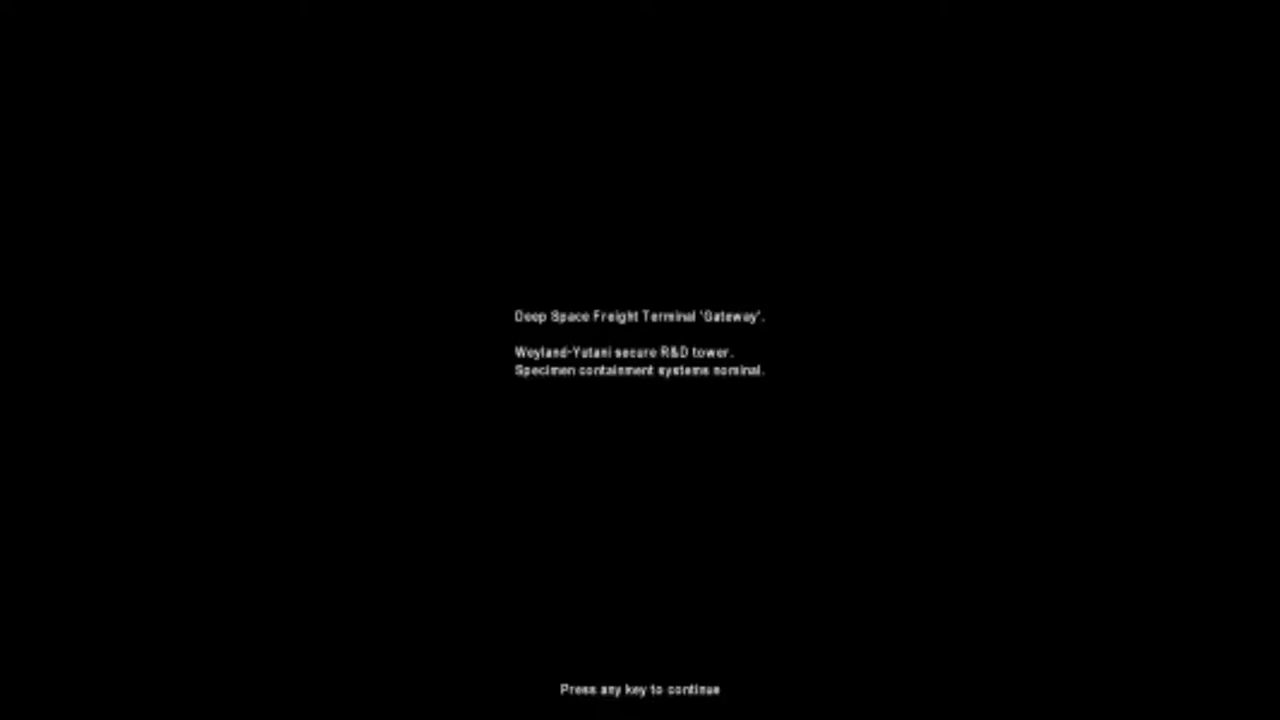 Deep Space Freight Terminal 'Gateway'.
Weyland-Yutani secure R&D tower.
Specimen containment systems nominal.
Press any key to continue